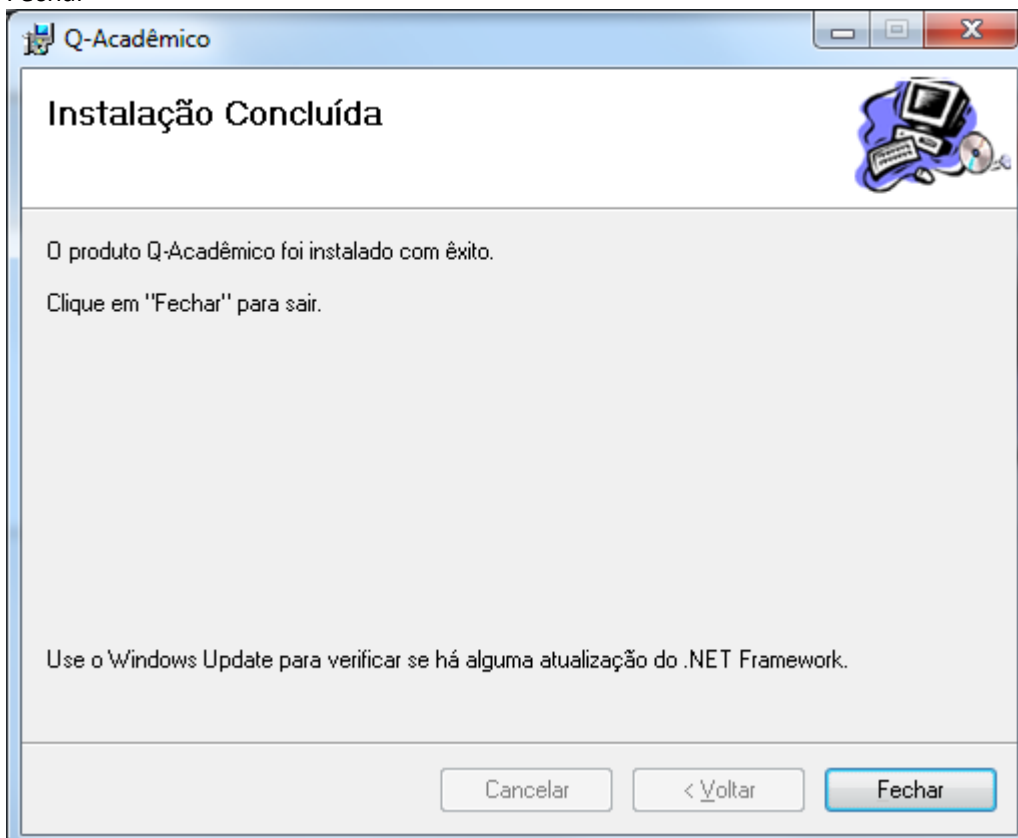 Fechar
Q-Acadêmico
Instalação Concluída
O produto Q-Acadêmico foi instalado com êxito.
Clique em "Fechar" para sair.
Use o Windows Update para verificar se há alguma atualização do .NET Framework.
Cancelar
< Voltar
Fechar